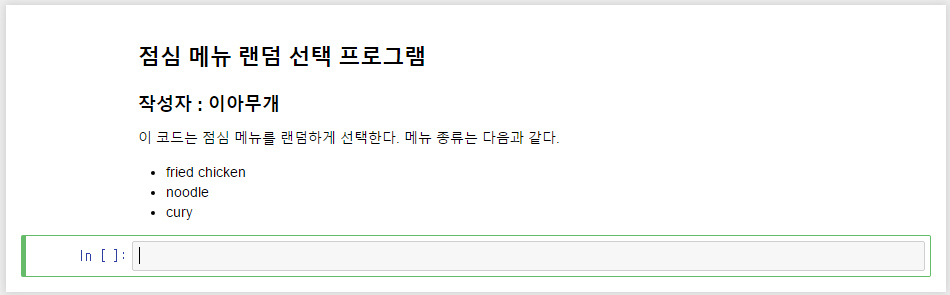 점심 메뉴 랜덤 선택 프로그램
작성자 : 이아무개
이 코드는 점심 메뉴를 랜덤하게 선택한다. 메뉴 종류는 다음과 같다.
• fried chicken
• noodle
• cury
In [ ]: